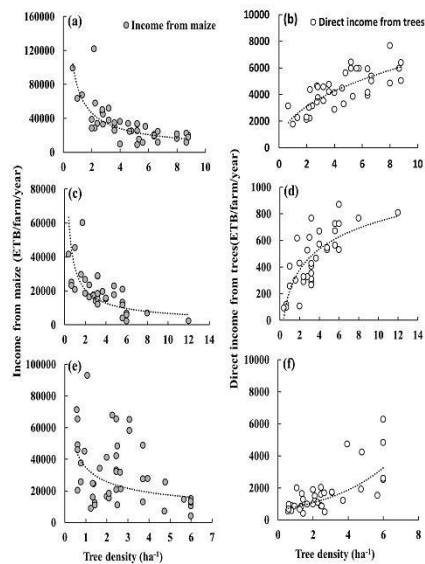 (a)
Income from maize
160000
120000
80000
40000
0
0 2 4 6 8 10
(b)
Direct income from trees
10000
8000
6000
4000
2000
0
0 2 4 6 8 10
(c)
80000
60000
40000
20000
0
0 2 4 6 8 10 12 14
(d)
1000
800
600
400
200
0
0 2 4 6 8 10 12 14
(e)
100000
80000
60000
40000
20000
0
0 1 2 3 4 5 6 7
Tree density (ha⁻¹)
(f)
10000
8000
6000
4000
2000
0
0 2 4 6 8
Tree density (ha⁻¹)
Income from maize (ETB/farm/year)
Direct income from trees(ETB/farm/year)